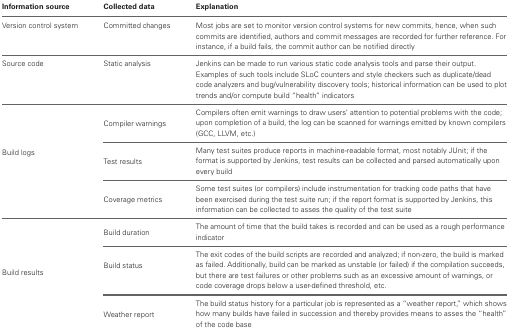 Information source Collected data Explanation
Version control system Committed changes Most jobs are set to monitor version control systems for new commits, hence, when such
commits are identified, authors and commit messages are recorded for further reference. For
instance, if a build fails, the commit author can be notified directly
Source code Static analysis Jenkins can be made to run various static code analysis tools and parse their output.
Examples of such tools include SLoC counters and style checkers such as duplicate/dead
code analyzers and bug/vulnerability discovery tools; historical information can be used to plot
trends and/or compute build "health" indicators
Build logs
Compiler warnings
Compilers often emit warnings to draw users' attention to potential problems with the code;
upon completion of a build, the log can be scanned for warnings emitted by known compilers
(GCC, LLVM, etc.)
Test results
Many test suites produce reports in machine-readable format, most notably JUnit; if the
format is supported by Jenkins, test results can be collected and parsed automatically upon
every build
Coverage metrics
Some test suites (or compilers) include instrumentation for tracking code paths that have
been exercised during the test suite run; if the report format is supported by Jenkins, this
information can be collected to asses the quality of the test suite
Build results
Build duration
The amount of time that the build takes is recorded and can be used as a rough performance
indicator
Build status
The exit codes of the build scripts are recorded and analyzed; if non-zero, the build is marked
as failed. Additionally, build can be marked as unstable (or failed) if the compilation succeeds,
but there are test failures or other problems such as an excessive amount of warnings, or
code coverage drops below a user-defined threshold, etc.
Weather report
The build status history for a particular job is represented as a "weather report," which shows
how many builds have failed in succession and thereby provides means to asses the "health"
of the code base